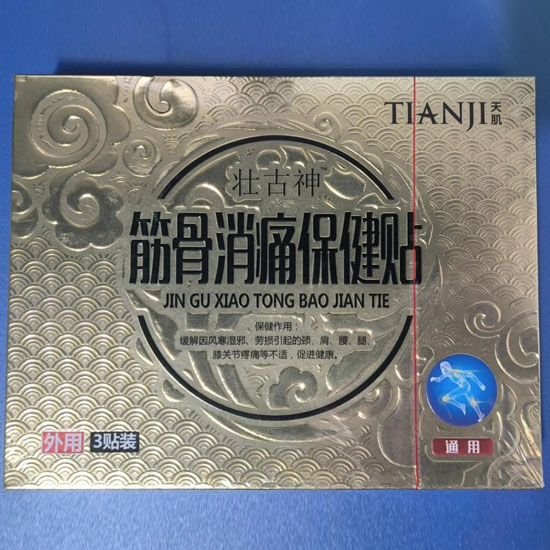 TIANJI天肌
壮古神
筋骨消痛保健贴
JIN GU XIAO TONG BAO JIAN TIE
保健作用：
缓解因风寒湿邪、劳损引起的颈、肩、腰、腿、
膝关节疼痛等不适，促进健康。
外用 3贴装
通用